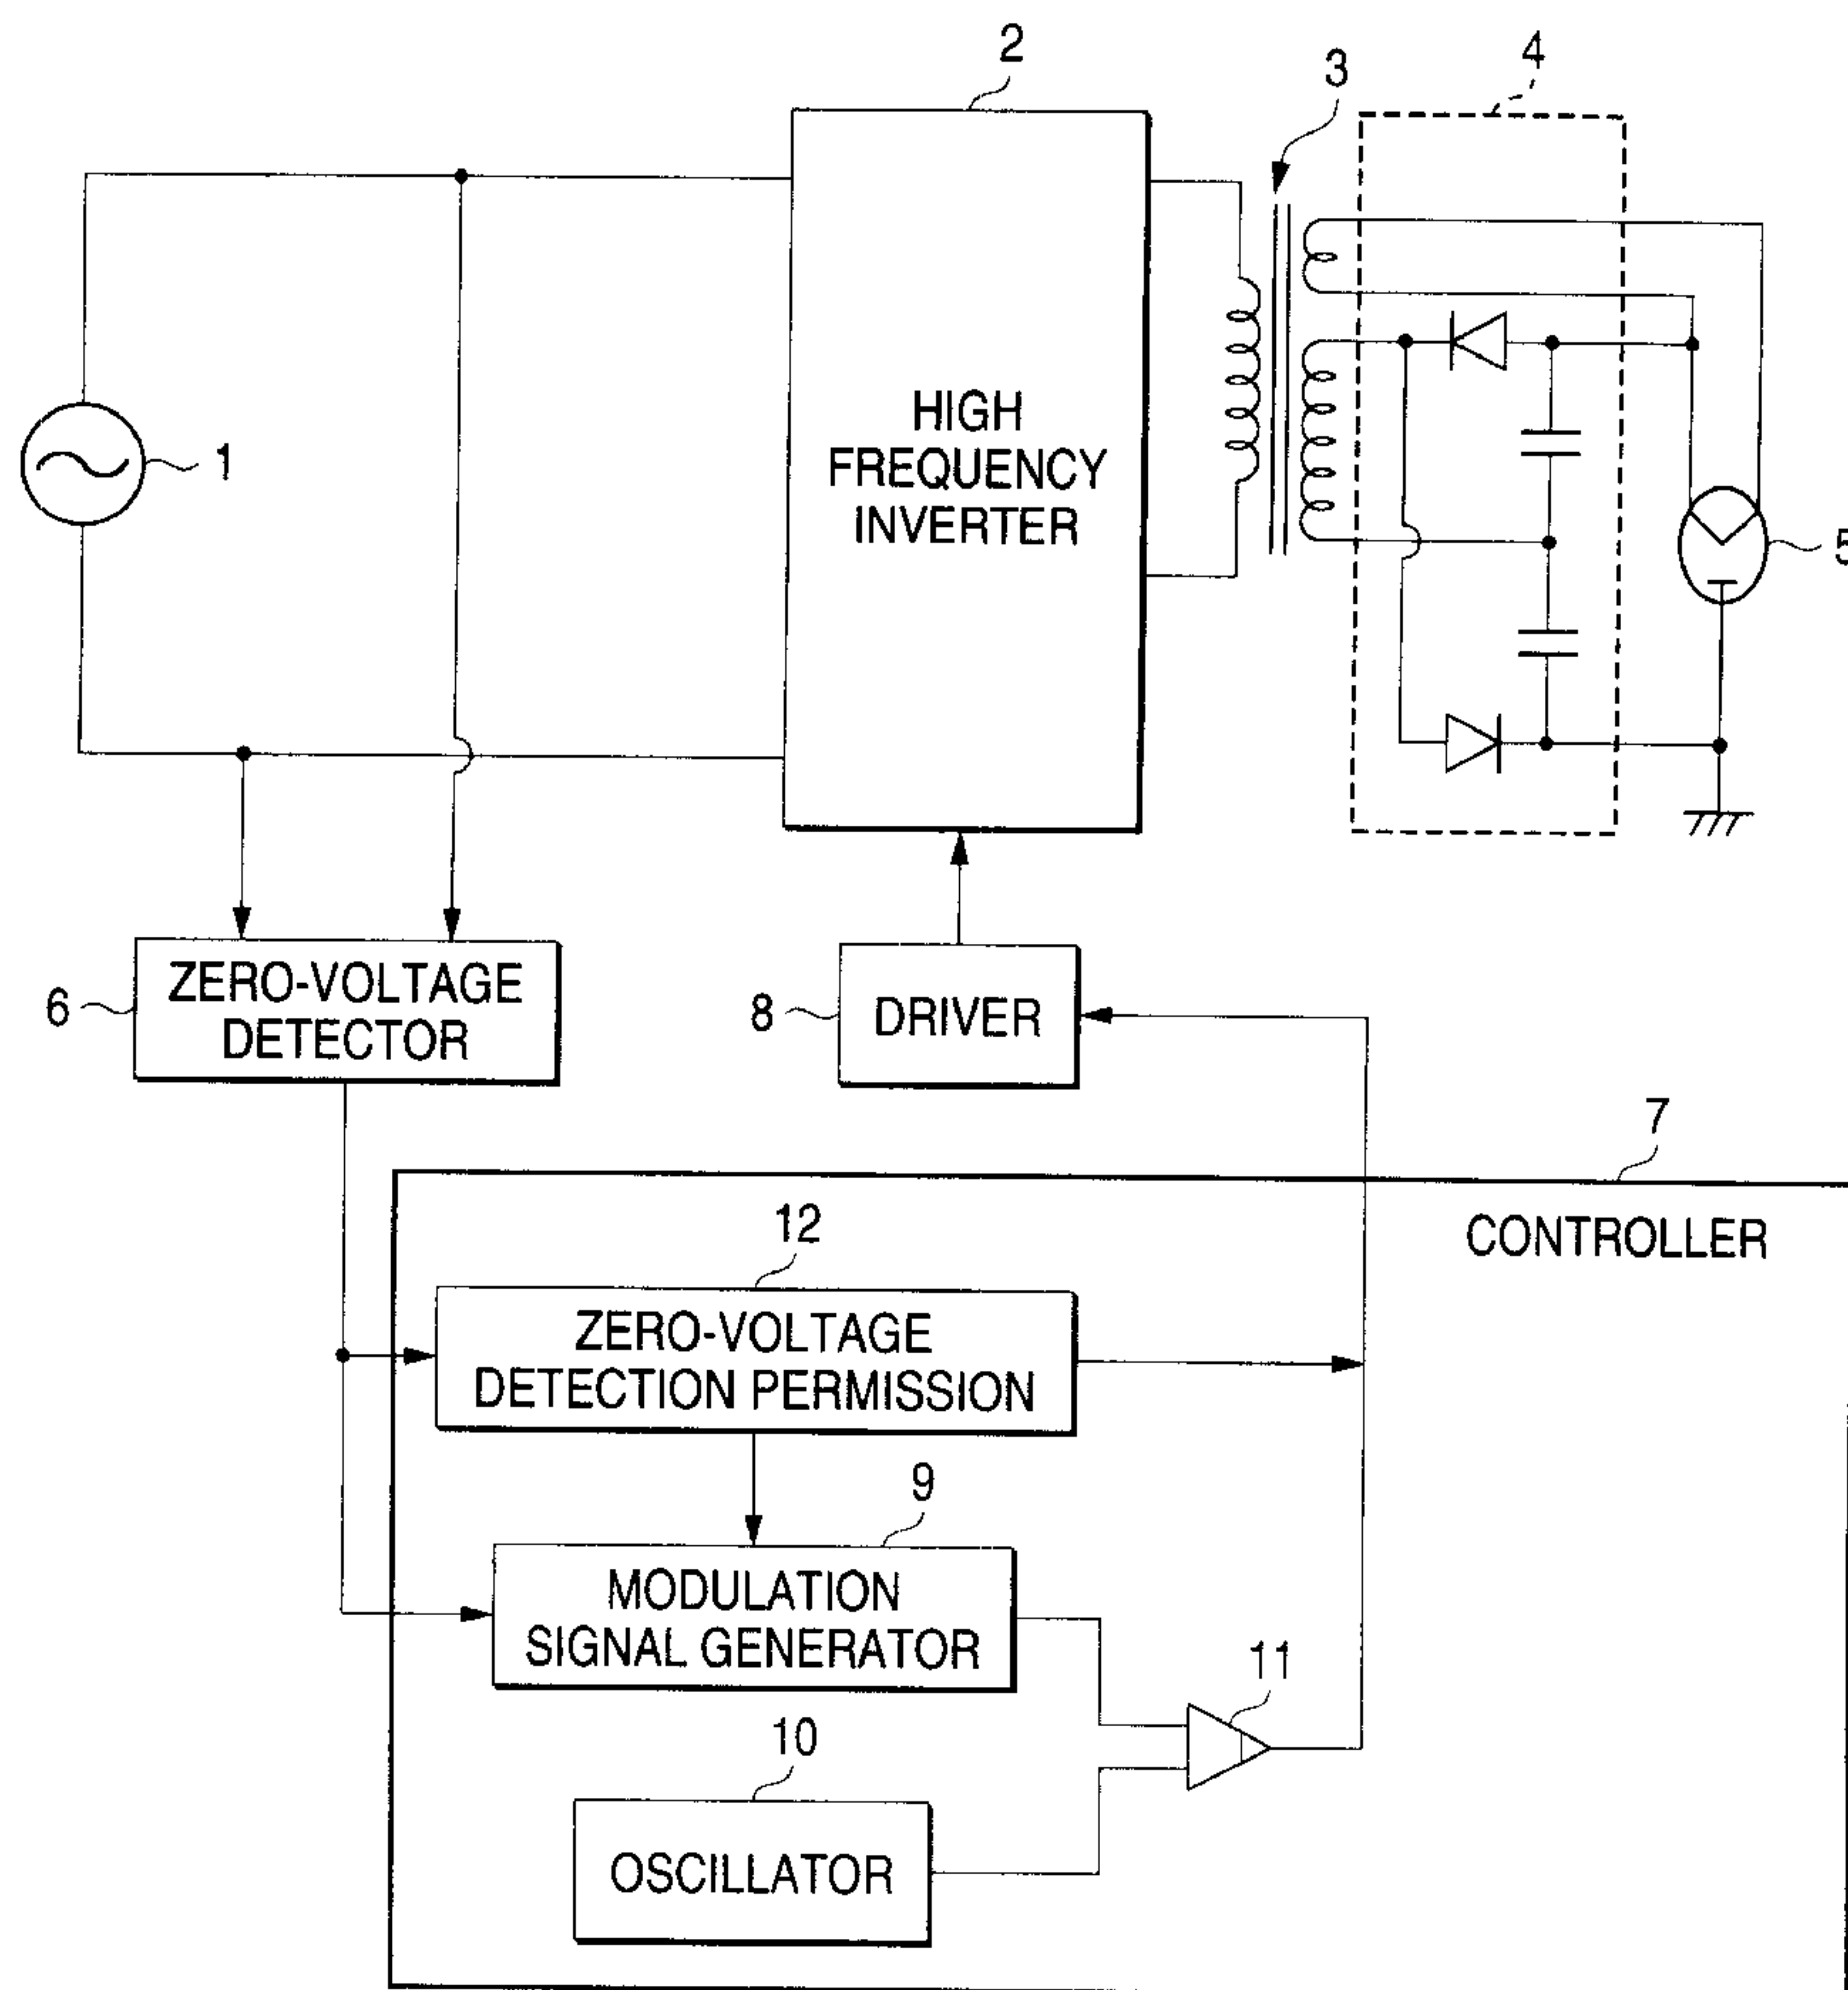 2
3
4
HIGH
FREQUENCY
INVERTER
1
5
ZERO-VOLTAGE
DETECTOR
6
8
DRIVER
7
CONTROLLER
12
ZERO-VOLTAGE
DETECTION PERMISSION
9
MODULATION
SIGNAL GENERATOR
11
10
OSCILLATOR